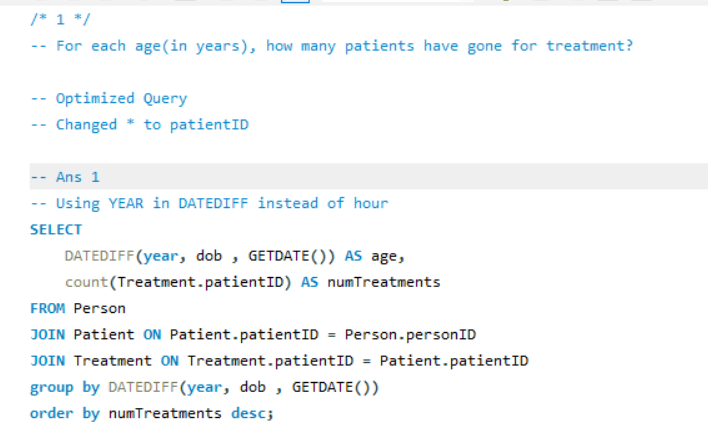 /* 1 */
-- For each age(in years), how many patients have gone for treatment?
-- Optimized Query
-- Changed * to patientID
-- Ans 1
-- Using YEAR in DATEDIFF instead of hour
SELECT
DATEDIFF(year, dob , GETDATE()) AS age,
count(Treatment.patientID) AS numTreatments
FROM Person
JOIN Patient ON Patient.patientID = Person.personID
JOIN Treatment ON Treatment.patientID = Patient.patientID
group by DATEDIFF(year, dob , GETDATE())
order by numTreatments desc;